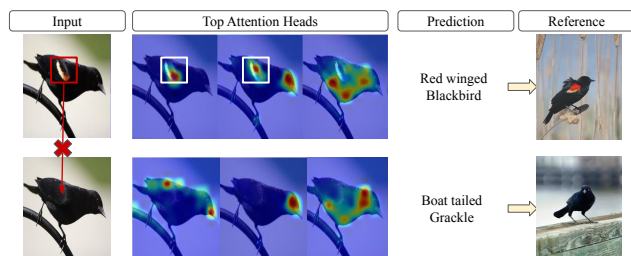 Input
Top Attention Heads
Prediction
Reference
Red winged
Blackbird
Boat tailed
Grackle